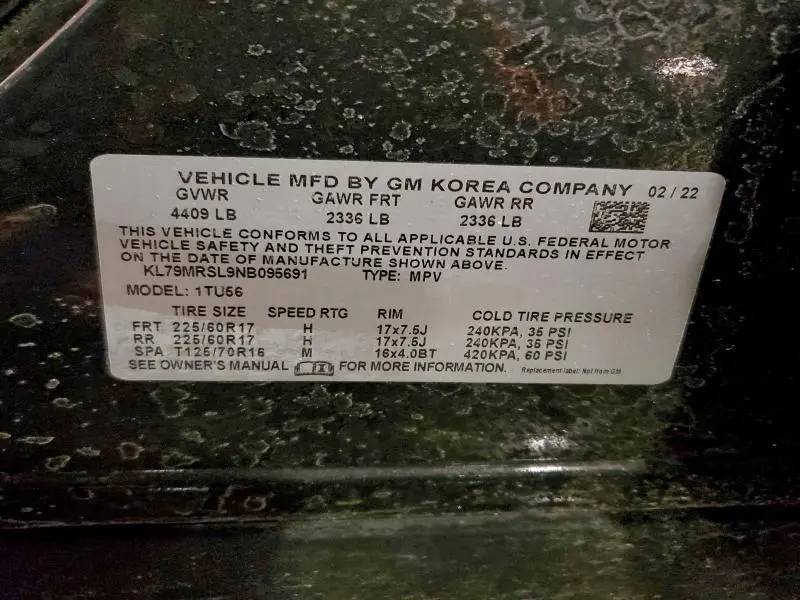 VEHICLE MFD BY GM KOREA COMPANY 02 / 22
GVWR GAWR FRT GAWR RR
4409 LB 2336 LB 2336 LB
THIS VEHICLE CONFORMS TO ALL APPLICABLE U.S. FEDERAL MOTOR
VEHICLE SAFETY AND THEFT PREVENTION STANDARDS IN EFFECT
ON THE DATE OF MANUFACTURE SHOWN ABOVE.
KL79MRSL9NB095691 TYPE: MPV
MODEL: 1TU56
TIRE SIZE SPEED RTG RIM COLD TIRE PRESSURE
FRT 225/60R17 H 17x7.5J 240KPA, 35 PSI
RR 225/60R17 H 17x7.5J 240KPA, 35 PSI
SPA T125/70R16 M 16x4.0BT 420KPA, 60 PSI
SEE OWNER'S MANUAL FOR MORE INFORMATION. Replacement label: Not from GM